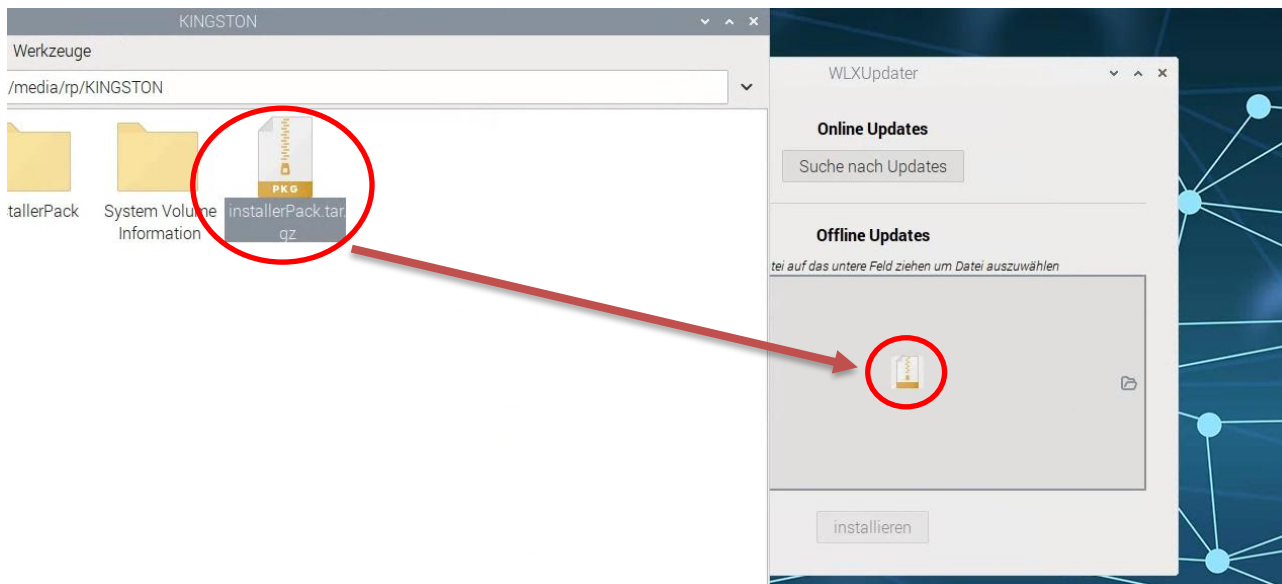 KINGSTON
Werkzeuge
/media/rp/KINGSTON
PKG
tallerPack
System Volume
Information
installerPack.tar.
gz
WLXUpdater
Online Updates
Suche nach Updates
Offline Updates
tei auf das untere Feld ziehen um Datei auszuwählen
installieren